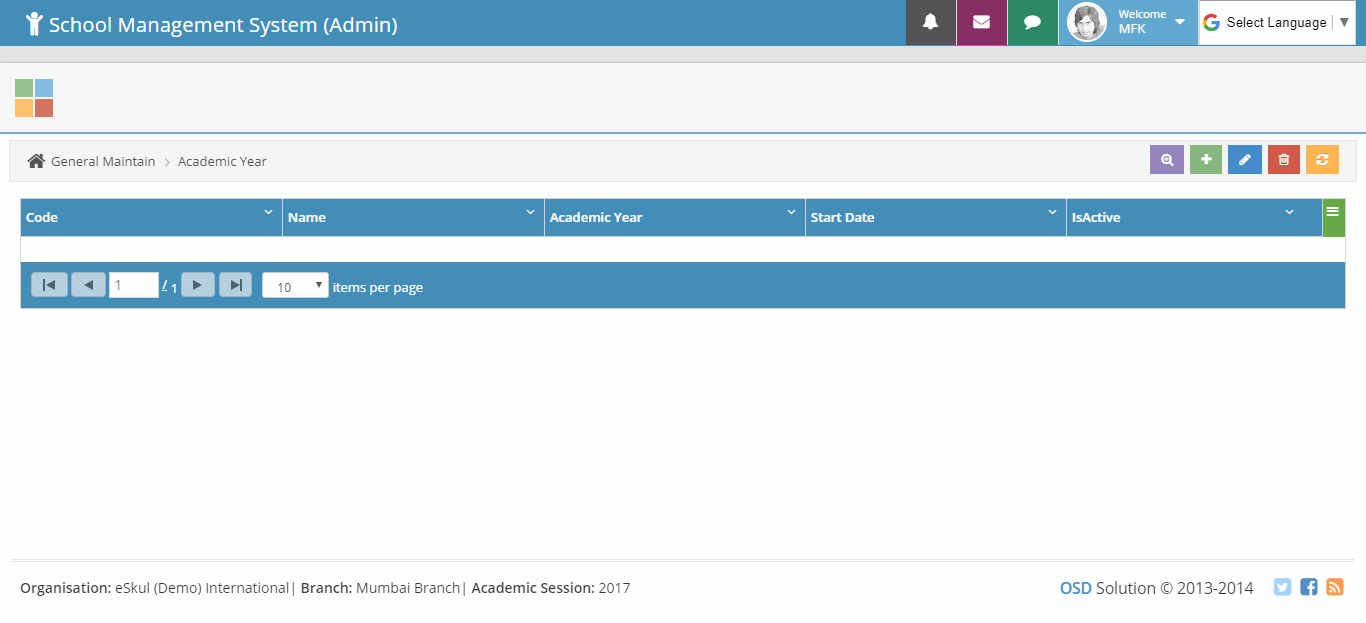 School Management System (Admin)
Welcome
MFK
Select Language ▼
General Maintain > Academic Year
Code Name Academic Year Start Date IsActive
1 / 1 10 items per page
Organisation: eSkul (Demo) International| Branch: Mumbai Branch| Academic Session: 2017
OSD Solution © 2013-2014